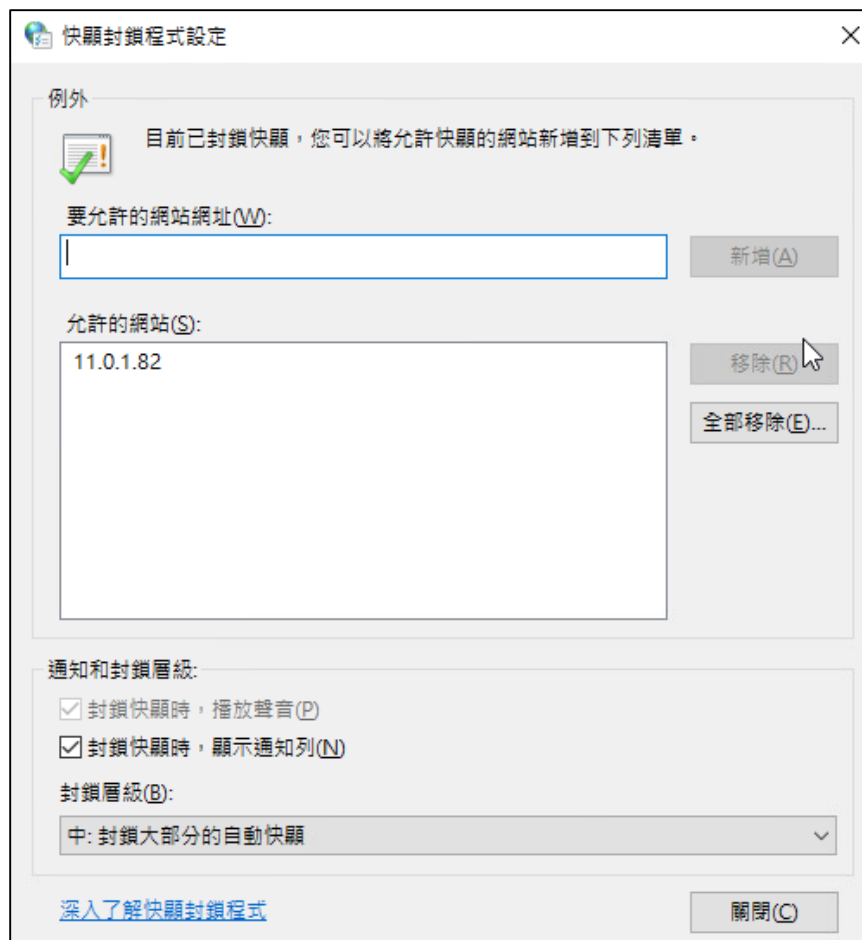 快顯封鎖程式設定
例外
目前已封鎖快顯，您可以將允許快顯的網站新增到下列清單。
要允許的網站網址(W):
新增(A)
允許的網站(S):
11.0.1.82
移除(R)
全部移除(E)...
通知和封鎖層級:
封鎖快顯時，播放聲音(P)
封鎖快顯時，顯示通知列(N)
封鎖層級(B):
中: 封鎖大部分的自動快顯
深入了解快顯封鎖程式
關閉(C)